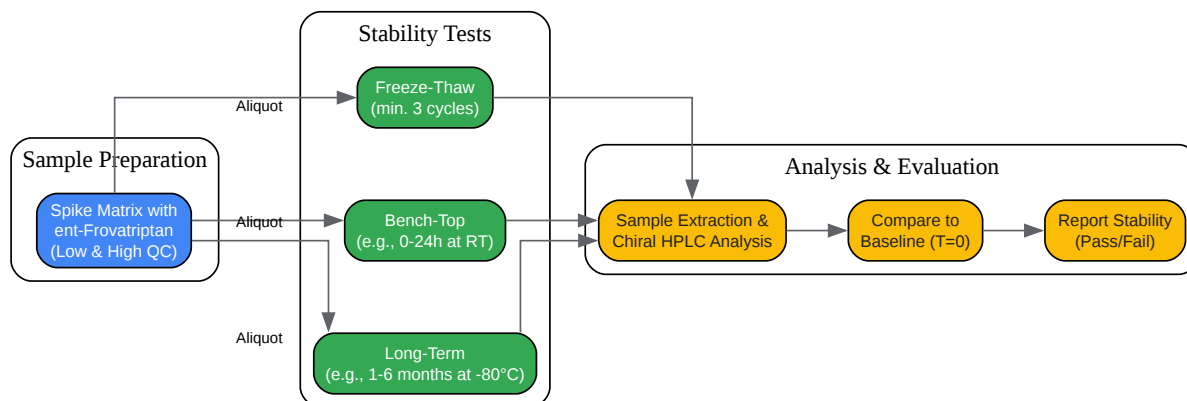 Stability Tests
Freeze-Thaw
(min. 3 cycles)
Aliquot
Sample Preparation
Analysis & Evaluation
Spike Matrix with
ent-Frovatriptan
(Low & High QC)
Aliquot
Bench-Top
(e.g., 0-24h at RT)
Sample Extraction &
Chiral HPLC Analysis
Compare to
Baseline (T=0)
Report Stability
(Pass/Fail)
Aliquot
Long-Term
(e.g., 1-6 months at -80°C)